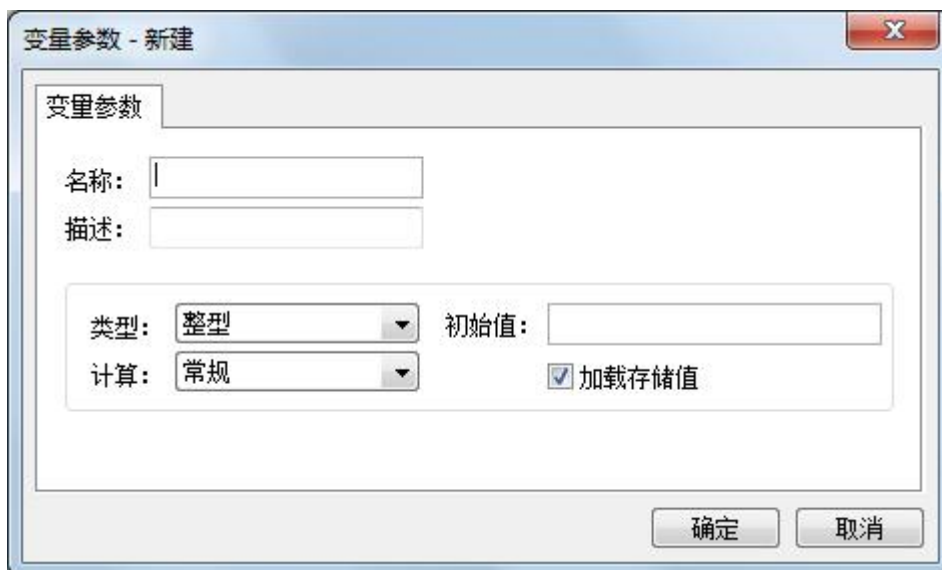 变量参数 - 新建
变量参数
名称：
描述：
类型： 整型 初始值：
计算： 常规 加载存储值
确定 取消